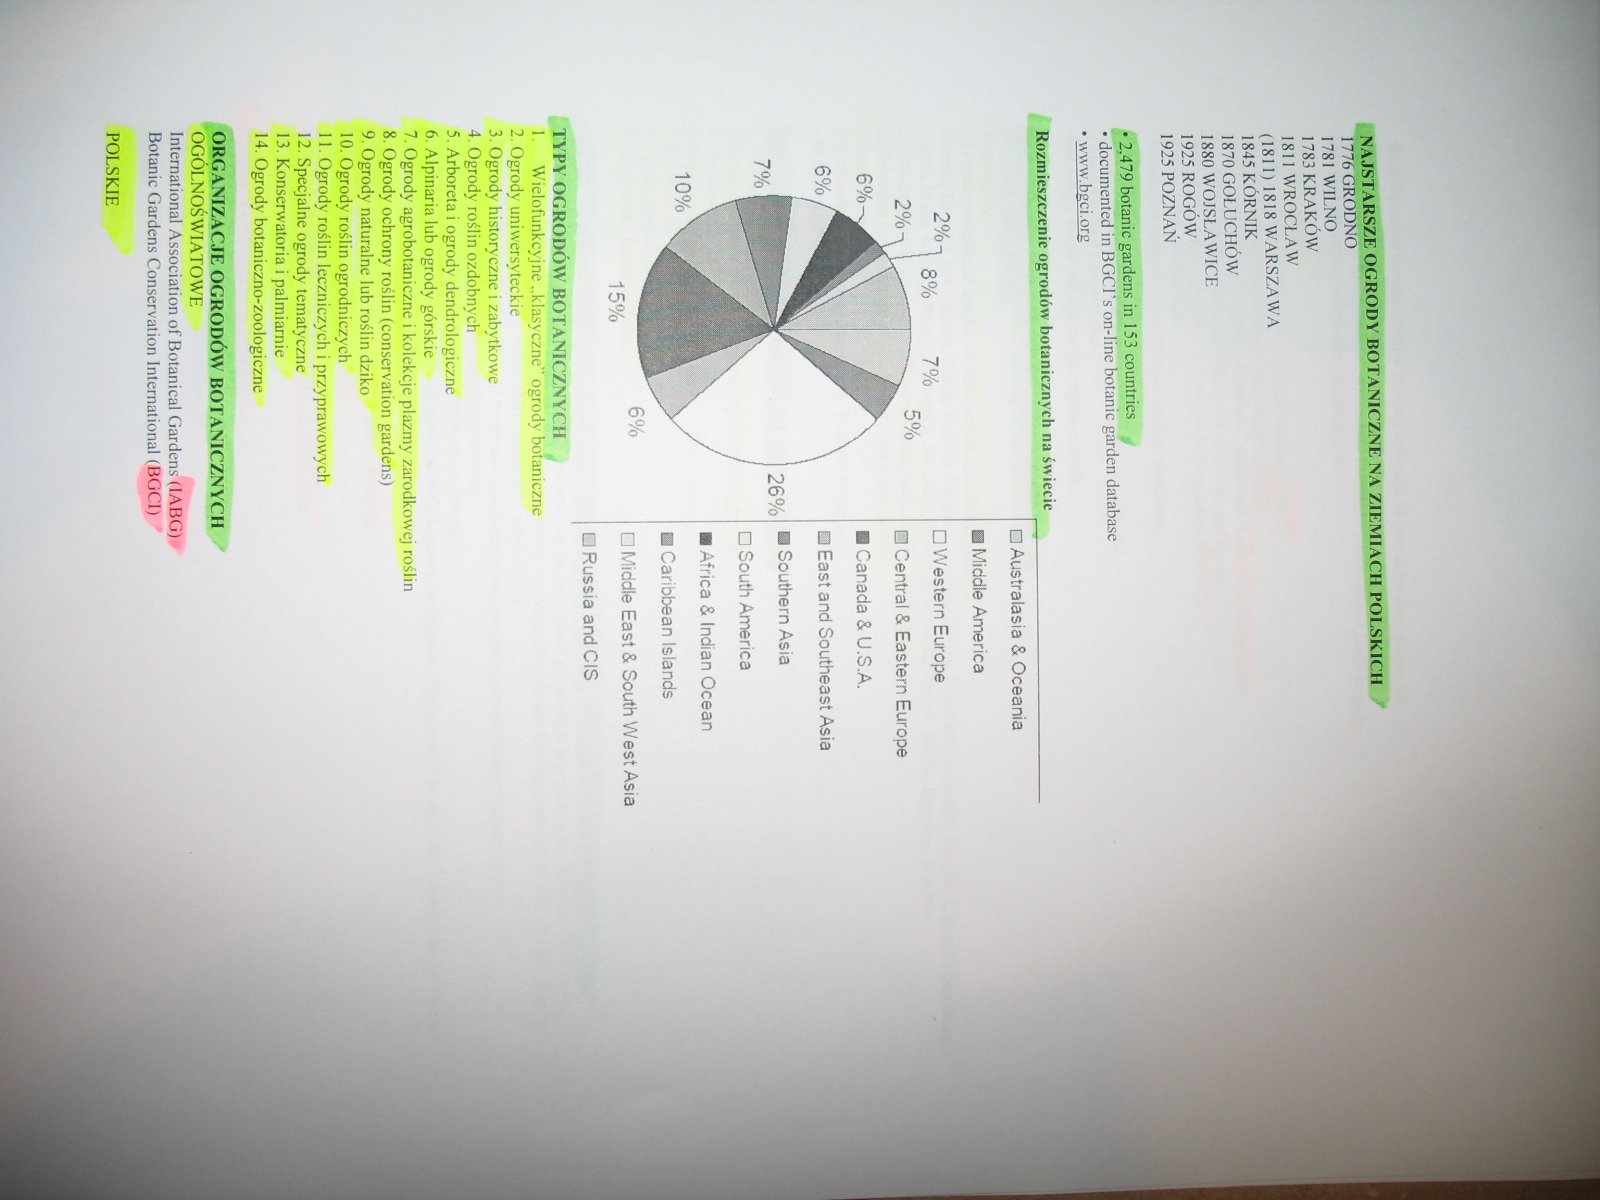 NAJSTARSZE OGRODY BOTANICZNE NA ZIEMIACH POLSKICH
1776 GRODNO
1781 WILNO
1783 KRAKÓW
1811 WROCŁAW
(1811) 1818 WARSZAWA
1845 KÓRNIK
1870 GOŁUCHÓW
1880 WOJSŁAWICE
1925 ROGÓW
1925 POZNAŃ
• 2,479 botanic gardens in 153 countries
• documented in BGCI's on-line botanic garden database
• www.bgci.org
Rozmieszczenie ogrodów botanicznych na świecie
7%
5%
26%
6%
15%
10%
7%
6%
6%
2%
2%
8%
Australasia & Oceania
Middle America
Western Europe
Central & Eastern Europe
Canada & U.S.A.
East and Southeast Asia
Southern Asia
South America
Africa & Indian Ocean
Caribbean Islands
Middle East & South West Asia
Russia and CIS
TYPY OGRODÓW BOTANICZNYCH
1. Wielofunkcyjne „klasyczne” ogrody botaniczne
2. Ogrody uniwersyteckie
3. Ogrody historyczne i zabytkowe
4. Ogrody roślin ozdobnych
5. Arboreta i ogrody dendrologiczne
6. Alpinaria lub ogrody górskie
7. Ogrody agrobotaniczne i kolekcje plazmy zarodkowej roślin
8. Ogrody ochrony roślin (conservation gardens)
9. Ogrody naturalne lub roślin dziko
10. Ogrody roślin ogrodniczych
11. Ogrody roślin leczniczych i przyprawowych
12. Specjalne ogrody tematyczne
13. Konserwatoria i palmiarnie
14. Ogrody botaniczno-zoologiczne
ORGANIZACJE OGRODÓW BOTANICZNYCH
OGÓLNOŚWIATOWE
International Association of Botanical Gardens (IABG)
Botanic Gardens Conservation International (BGCI)
POLSKIE